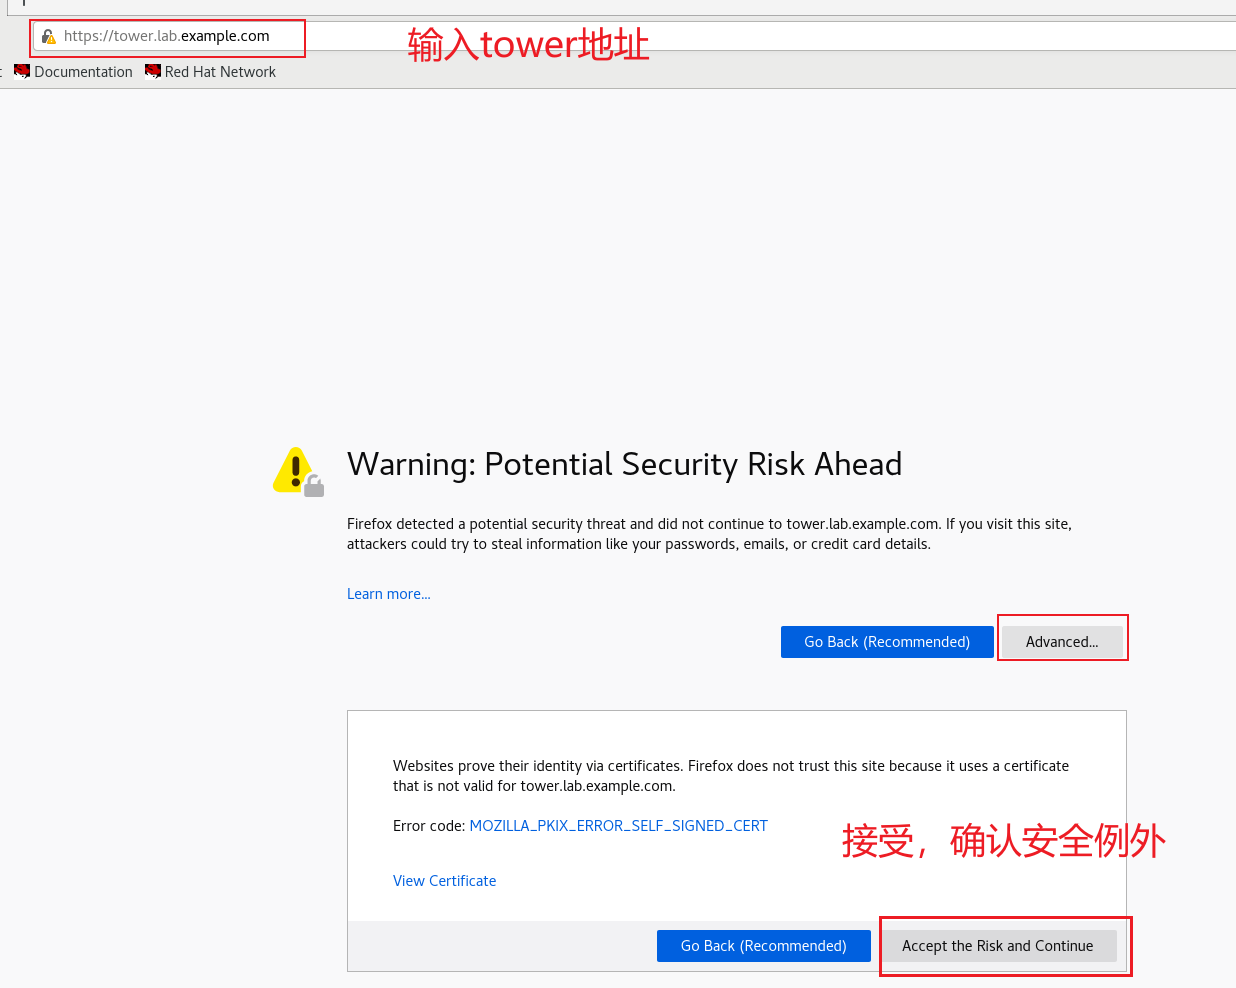 https://tower.lab.example.com
输入tower地址
Documentation
Red Hat Network
Warning: Potential Security Risk Ahead
Firefox detected a potential security threat and did not continue to tower.lab.example.com. If you visit this site,
attackers could try to steal information like your passwords, emails, or credit card details.
Learn more...
Go Back (Recommended)
Advanced...
Websites prove their identity via certificates. Firefox does not trust this site because it uses a certificate
that is not valid for tower.lab.example.com.
Error code: MOZILLA_PKIX_ERROR_SELF_SIGNED_CERT
接受，确认安全例外
View Certificate
Go Back (Recommended)
Accept the Risk and Continue